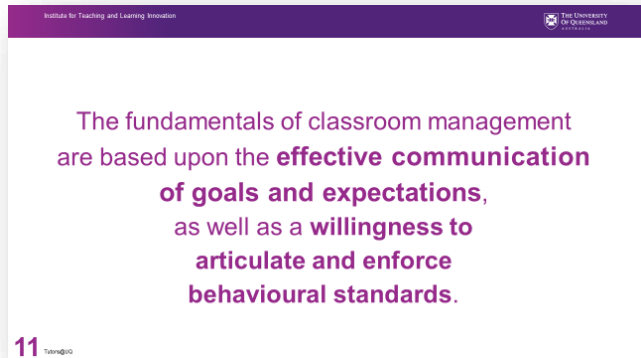 Institute for Teaching and Learning Innovation
THE UNIVERSITY
OF QUEENSLAND
AUSTRALIA
The fundamentals of classroom management
are based upon the effective communication
of goals and expectations,
as well as a willingness to
articulate and enforce
behavioural standards.
11 Tutors@UQ